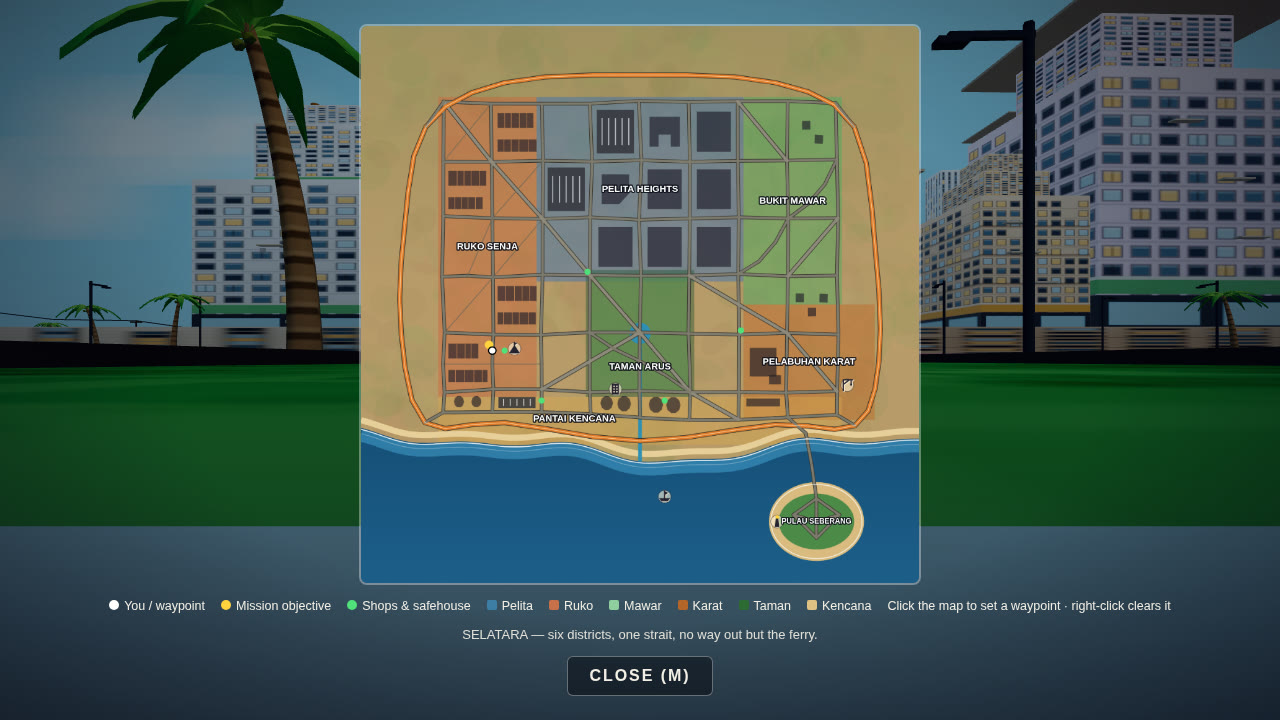 PELITA HEIGHTS
BUKIT MAWAR
RUKO SENJA
PELABUHAN KARAT
TAMAN ARUS
PANTAI KENCANA
PULAU SEBERANG
You / waypoint Mission objective Shops & safehouse Pelita Ruko Mawar Karat Taman Kencana Click the map to set a waypoint · right-click clears it
SELATARA — six districts, one strait, no way out but the ferry.
CLOSE (M)